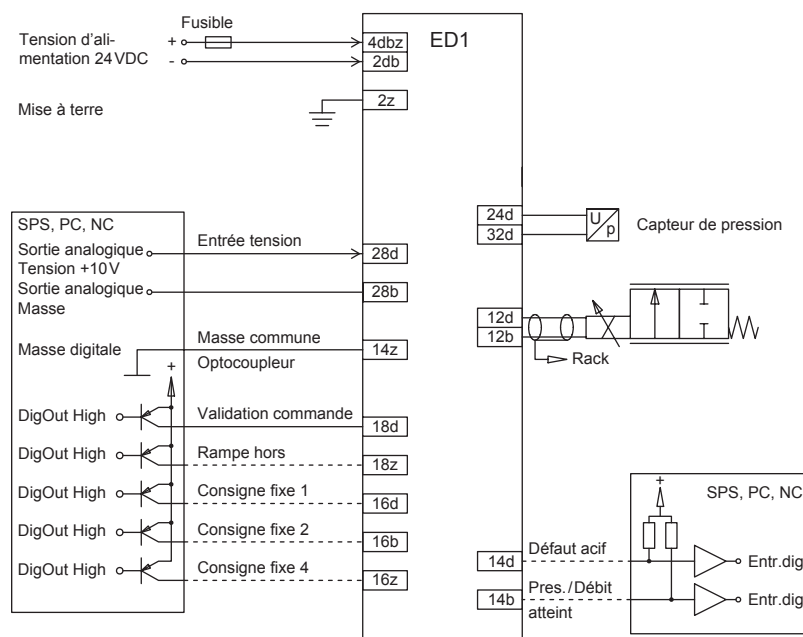 Fusible
Tension d'ali-
mentation 24VDC
+
-
4dbz
2db
ED1
Mise à terre
2z
SPS, PC, NC
Sortie analogique
Tension +10V
Entrée tension
28d
Sortie analogique
Masse
28b
Masse digitale
Masse commune
Optocoupleur
14z
+
DigOut High
Validation commande
18d
DigOut High
Rampe hors
18z
DigOut High
Consigne fixe 1
16d
DigOut High
Consigne fixe 2
16b
DigOut High
Consigne fixe 4
16z
24d
32d
U
p
Capteur de pression
12d
12b
Rack
SPS, PC, NC
+
14d
Défaut acif
Entr.dig
14b
Pres./Débit
atteint
Entr.dig